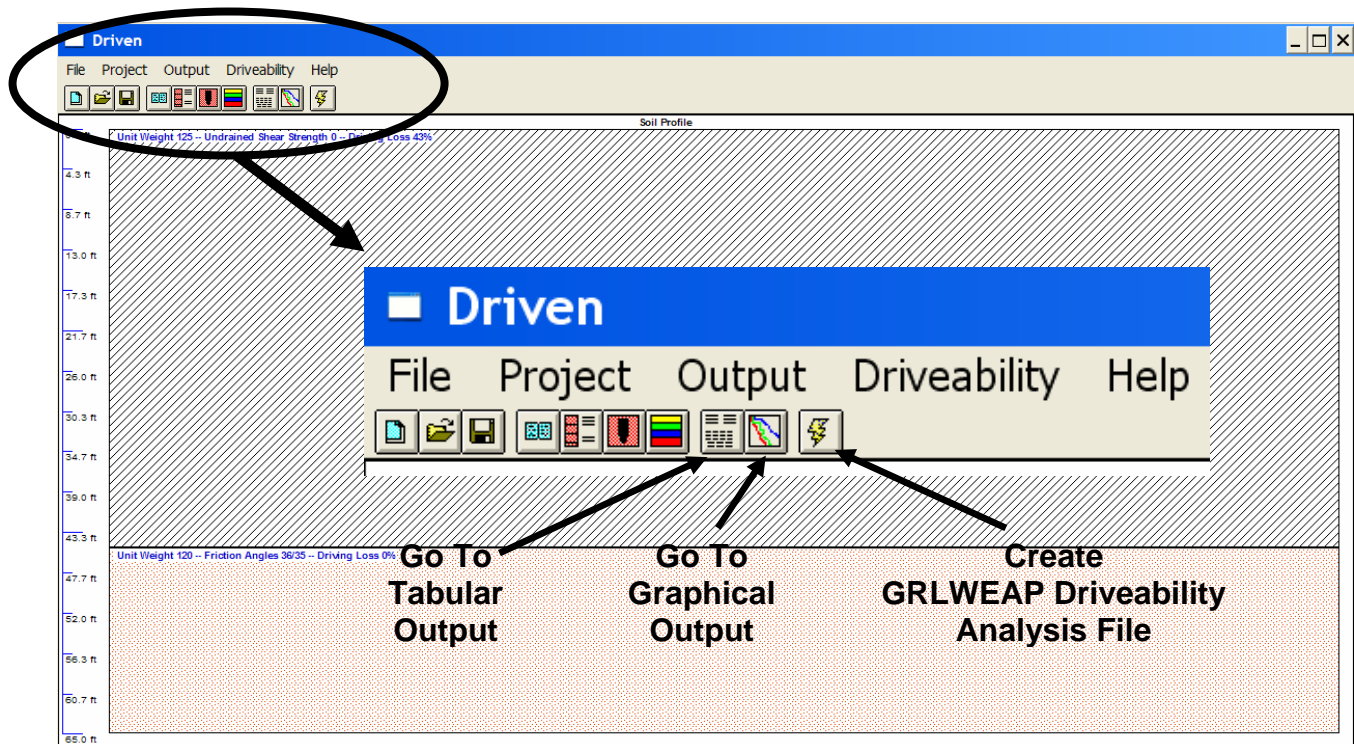 Driven
File Project Output Driveability Help
Soil Profile
Unit Weight 125 -- Undrained Shear Strength 0 -- Driving Loss 43%
4.3 ft
8.7 ft
13.0 ft
17.3 ft
21.7 ft
26.0 ft
30.3 ft
34.7 ft
39.0 ft
43.3 ft
47.7 ft
52.0 ft
56.3 ft
60.7 ft
65.0 ft
Driven
File Project Output Driveability Help
Unit Weight 120 -- Friction Angles 36/35 -- Driving Loss 0%
Go To
Tabular
Output
Go To
Graphical
Output
Create
GRLWEAP Driveability
Analysis File